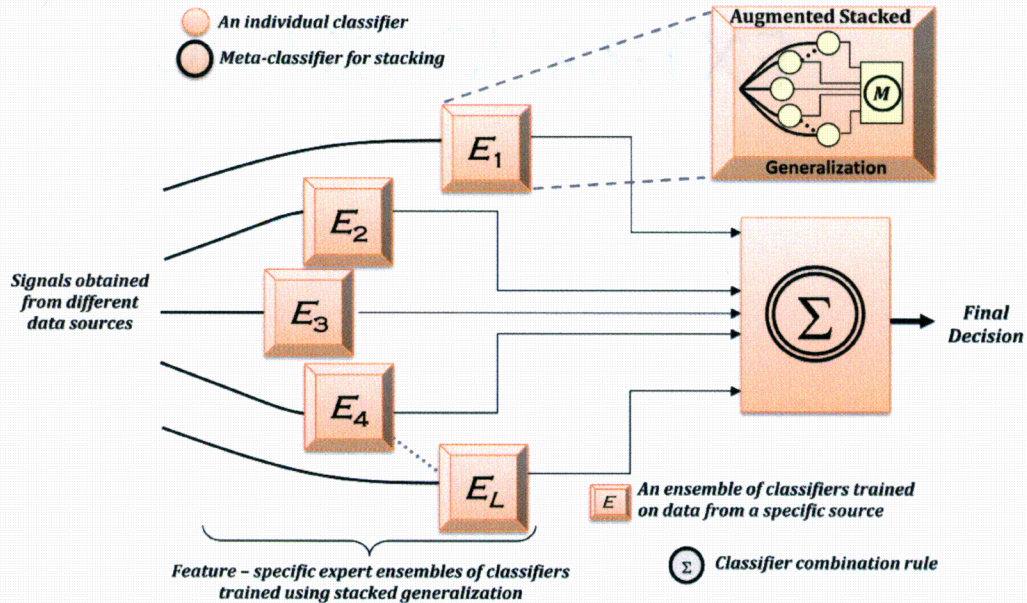 An individual classifier
Meta-classifier for stacking
Augmented Stacked
M
Generalization
E1
E2
E3
E4
EL
Signals obtained
from different
data sources
Σ
Final
Decision
E
An ensemble of classifiers trained
on data from a specific source
Feature – specific expert ensembles of classifiers
trained using stacked generalization
Σ
Classifier combination rule